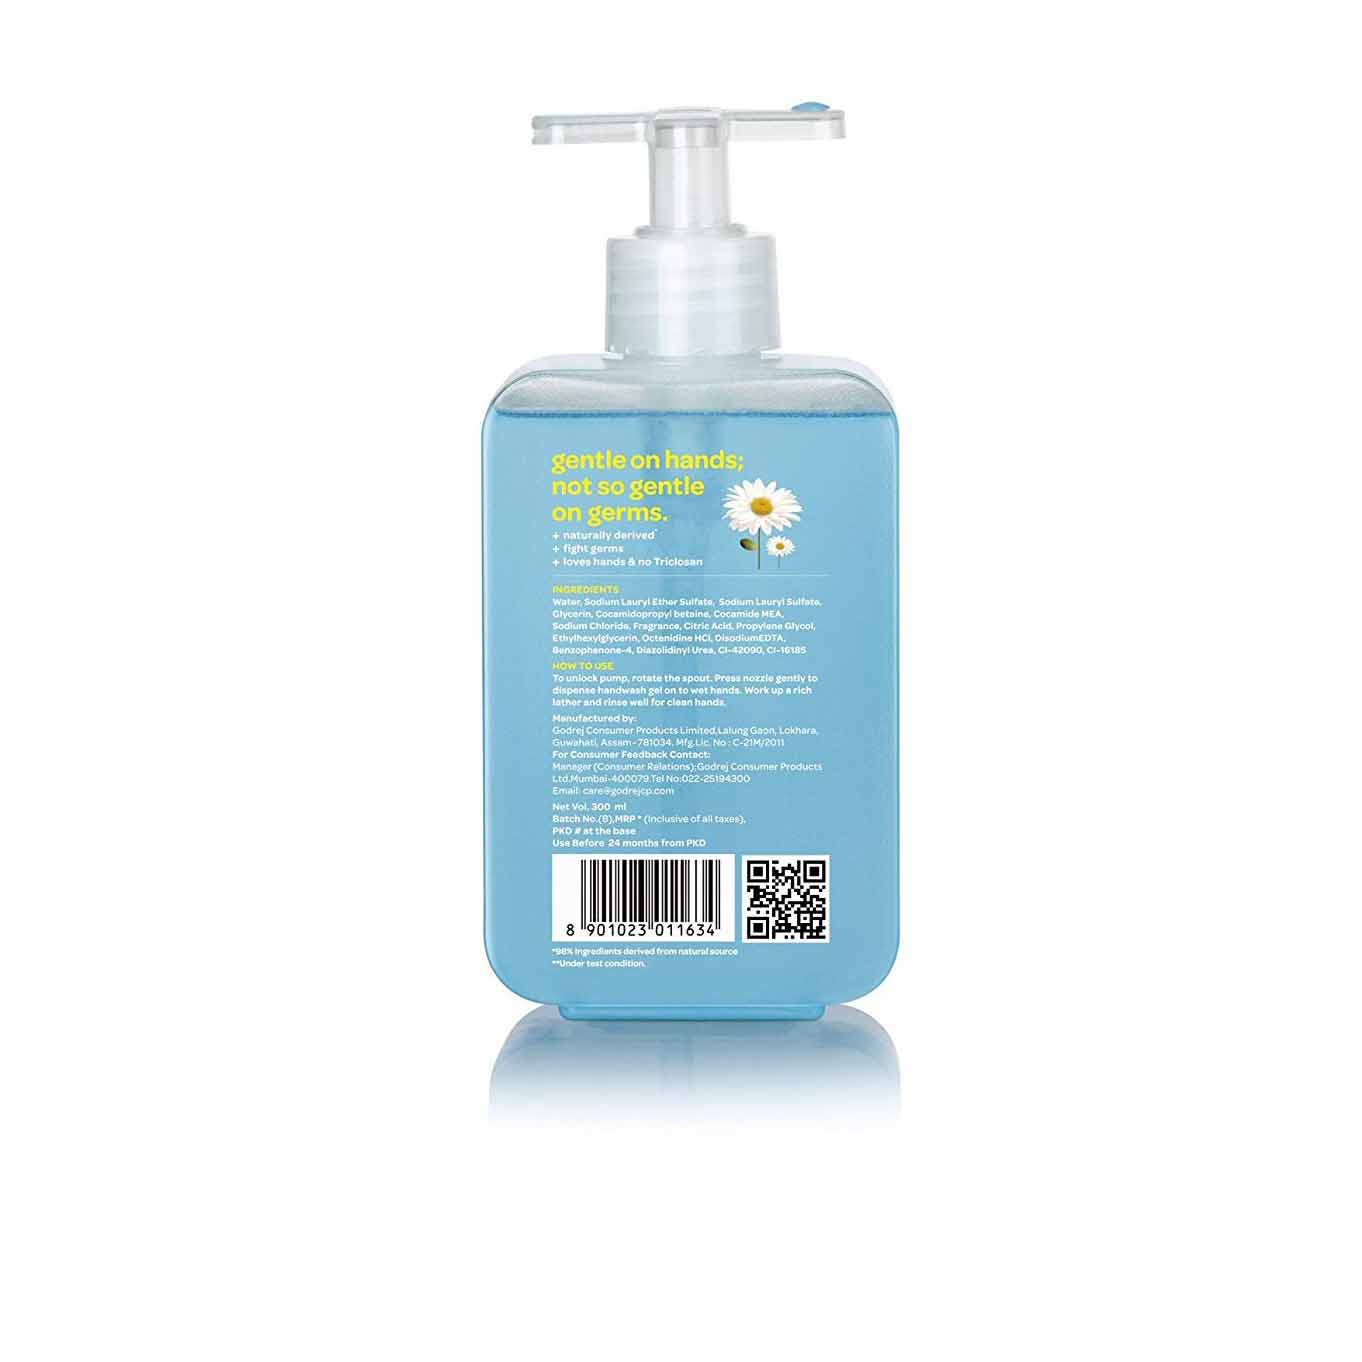 gentle on hands;
not so gentle
on germs.
+ naturally derived*
+ fight germs
+ loves hands & no Triclosan
INGREDIENTS
Water, Sodium Lauryl Ether Sulfate, Sodium Lauryl Sulfate,
Glycerin, Cocamidopropyl betaine, Cocamide MEA,
Sodium Chloride, Fragrance, Citric Acid, Propylene Glycol,
Ethylhexylglycerin, Octenidine HCl, DisodiumEDTA,
Benzophenone-4, Diazolidinyl Urea, CI-42090, CI-16185
HOW TO USE
To unlock pump, rotate the spout. Press nozzle gently to
dispense handwash gel on to wet hands. Work up a rich
lather and rinse well for clean hands.
Manufactured by:
Godrej Consumer Products Limited,Lalung Gaon, Lokhara,
Guwahati, Assam-781034. Mfg.Lic. No : C-21M/2011
For Consumer Feedback Contact:
Manager(Consumer Relations);Godrej Consumer Products
Ltd.Mumbai-400079.Tel No:022-25194300
Email: care@godrejcp.com
Net Vol. 300 ml
Batch No.(B),MRP * (Inclusive of all taxes),
PKD # at the base
Use Before 24 months from PKD
8 901023 011634
*98% Ingredients derived from natural source
**Under test condition.